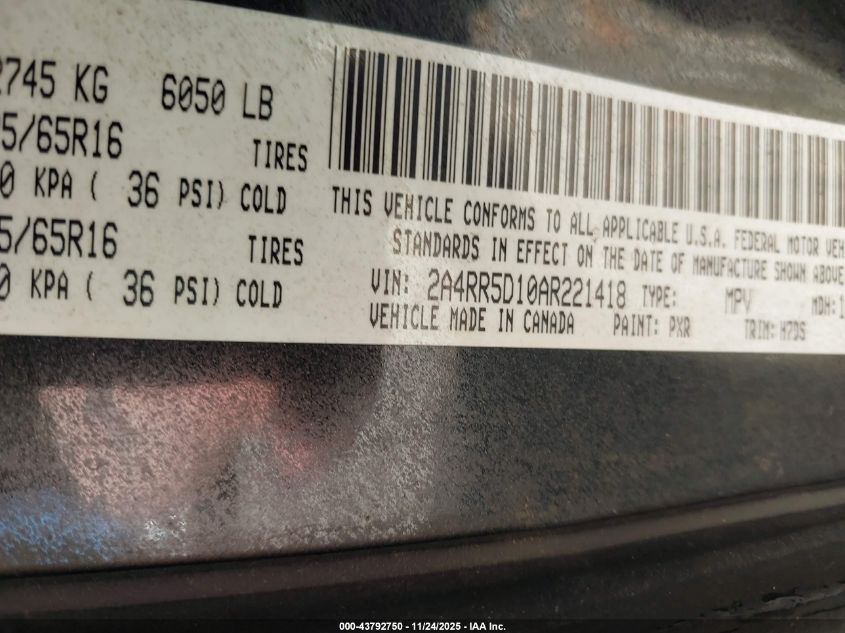 2745 KG 6050 LB
5/65R16 TIRES
0 KPA ( 36 PSI) COLD
5/65R16 TIRES
0 KPA ( 36 PSI) COLD
THIS VEHICLE CONFORMS TO ALL APPLICABLE U.S.A. FEDERAL MOTOR VEH
STANDARDS IN EFFECT ON THE DATE OF MANUFACTURE SHOWN ABOVE
VIN: 2A4RR5D10AR221418 TYPE: MPV MDH:1
VEHICLE MADE IN CANADA PAINT: PXR TRIM: H7DS
000-43792750 - 11/24/2025 - IAA Inc.